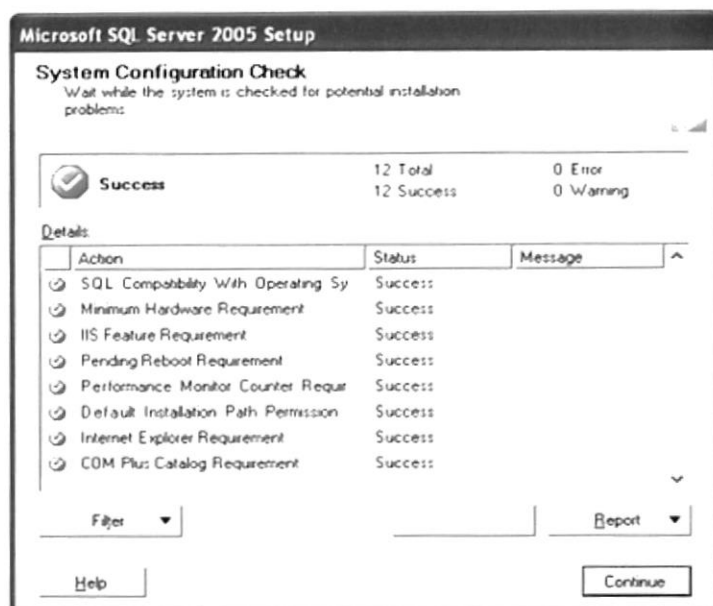 Microsoft SQL Server 2005 Setup
System Configuration Check
Wait while the system is checked for potential installation
problems
Success
12 Total
0 Error
12 Success
0 Warning
Details:
Action
Status
Message
SQL Compatibility With Operating Sy
Success
Minimum Hardware Requirement
Success
IIS Feature Requirement
Success
Pending Reboot Requirement
Success
Performance Monitor Counter Requir
Success
Default Installation Path Permission
Success
Internet Explorer Requirement
Success
COM Plus Catalog Requirement
Success
Filter
Report
Help
Continue